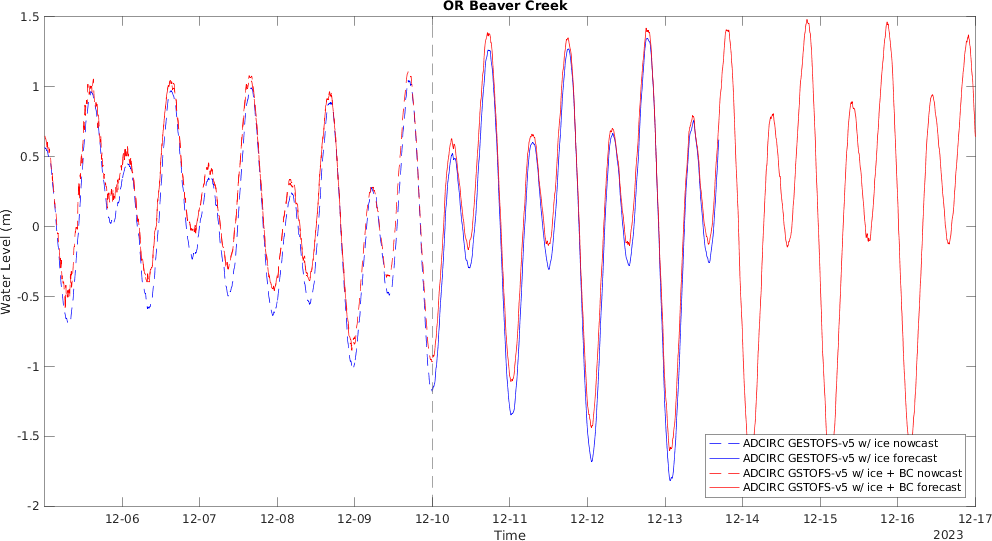 OR Beaver Creek
1.5
1
0.5
0
-0.5
-1
-1.5
-2
Water Level (m)
ADCIRC GESTOFS-v5 w/ ice nowcast
ADCIRC GESTOFS-v5 w/ ice forecast
ADCIRC GSTOFS-v5 w/ ice + BC nowcast
ADCIRC GSTOFS-v5 w/ ice + BC forecast
12-06 12-07 12-08 12-09 12-10 12-11 12-12 12-13 12-14 12-15 12-16 12-17
Time
2023